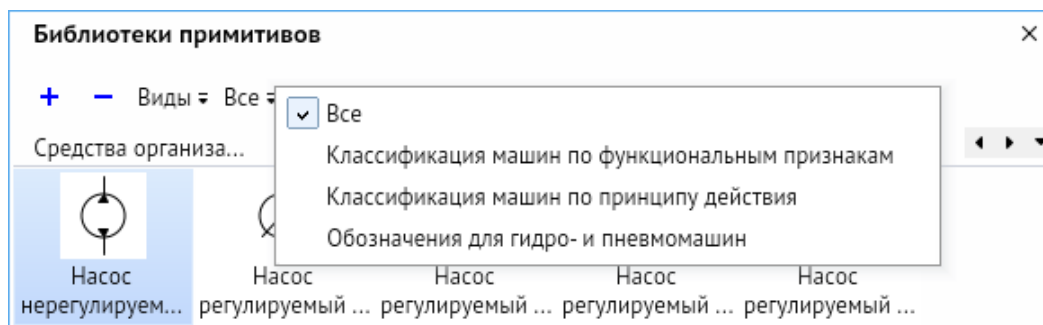 Библиотеки примитивов
Виды Все
Все
Классификация машин по функциональным признакам
Классификация машин по принципу действия
Обозначения для гидро- и пневмомашин
Средства организа...
Насос нерегулируем...
Насос регулируемый ...
Насос регулируемый ...
Насос регулируемый ...
Насос регулируемый ...